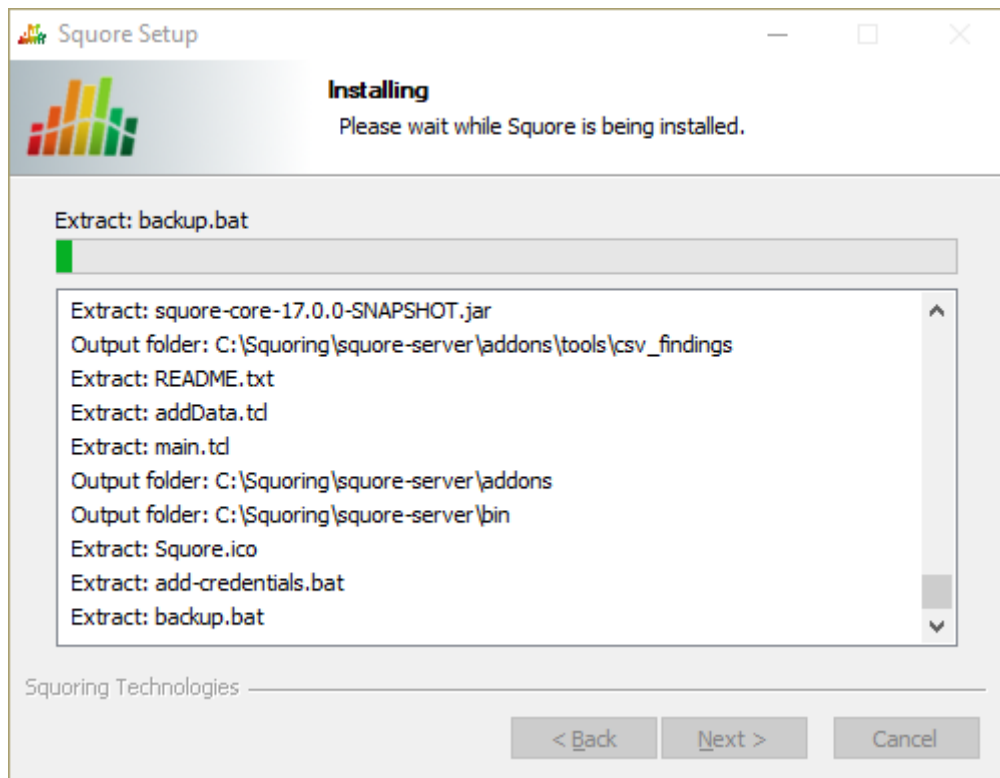 Squore Setup
Installing
Please wait while Squore is being installed.
Extract: backup.bat
Extract: squore-core-17.0.0-SNAPSHOT.jar
Output folder: C:\Squoring\squore-server\addons\tools\csv_findings
Extract: README.txt
Extract: addData.tcl
Extract: main.tcl
Output folder: C:\Squoring\squore-server\addons
Output folder: C:\Squoring\squore-server\bin
Extract: Squore.ico
Extract: add-credentials.bat
Extract: backup.bat
Squoring Technologies
< Back Next > Cancel